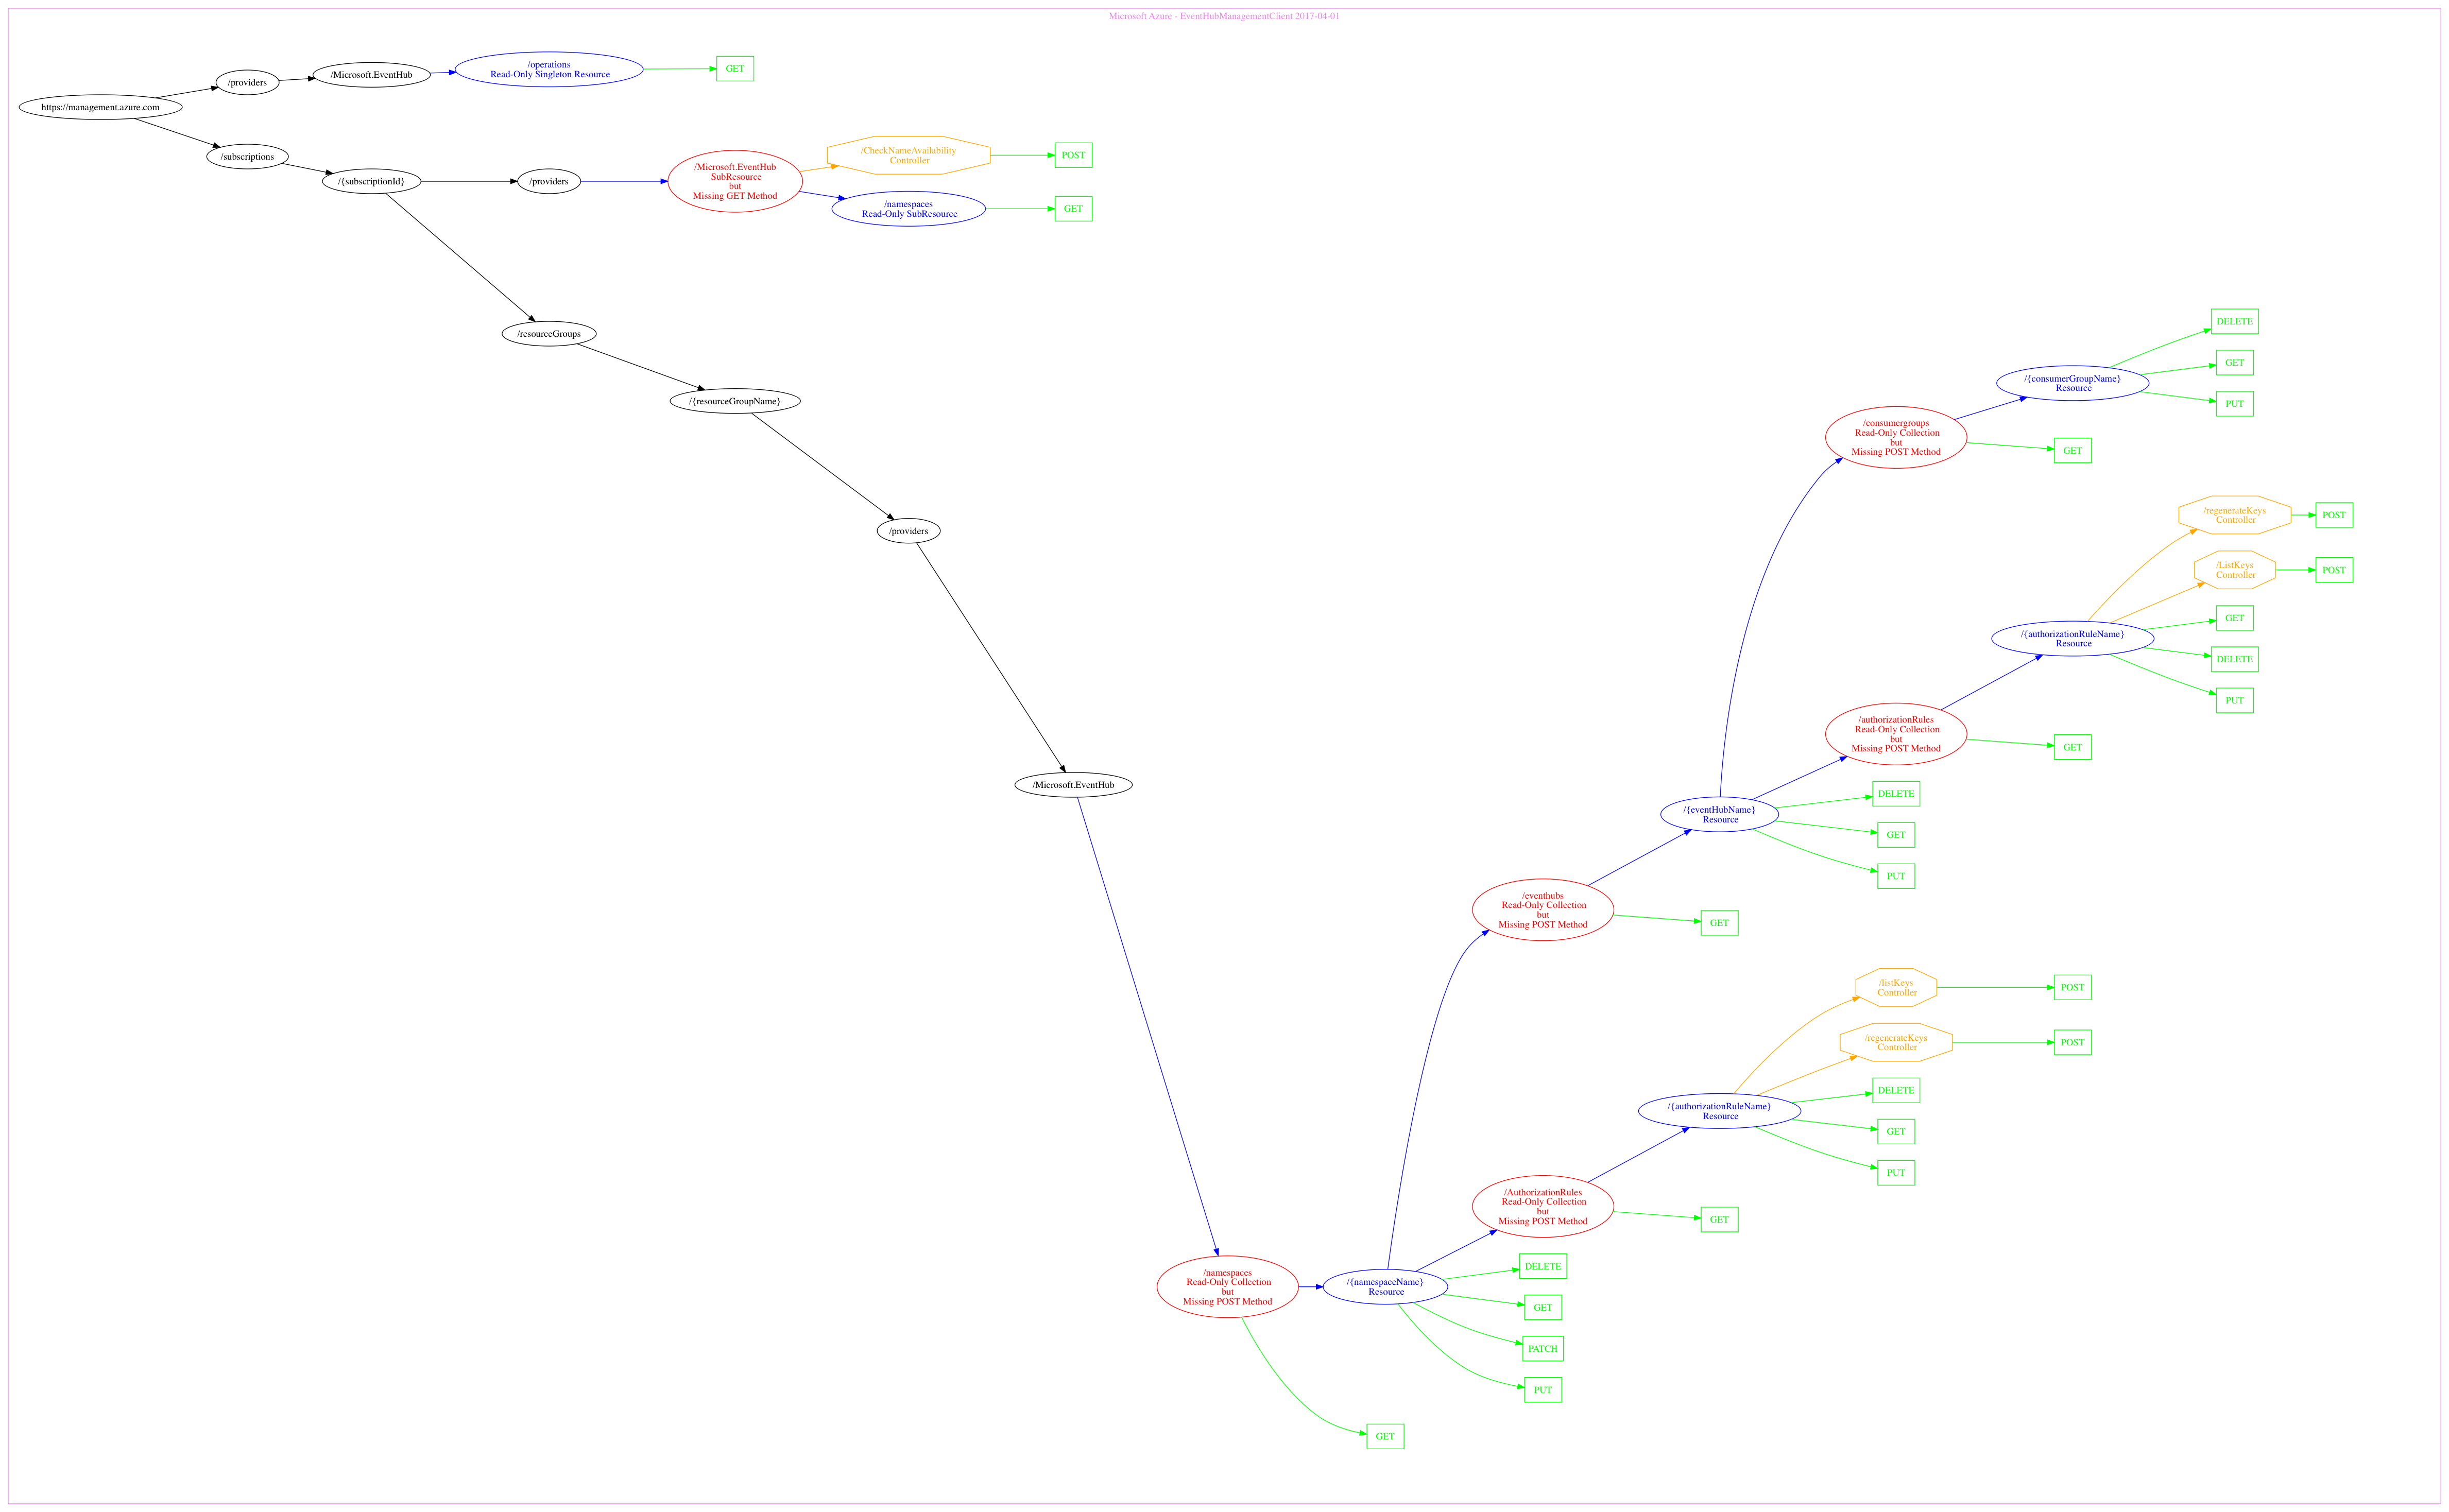 Microsoft Azure - EventHubManagementClient 2017-04-01
https://management.azure.com
/providers
/Microsoft.EventHub
/operations
Read-Only Singleton Resource
GET
/subscriptions
/{subscriptionId}
/providers
/Microsoft.EventHub
SubResource
but
Missing GET Method
/CheckNameAvailability
Controller
POST
/namespaces
Read-Only SubResource
GET
/resourceGroups
/{resourceGroupName}
/providers
/Microsoft.EventHub
/namespaces
Read-Only Collection
but
Missing POST Method
GET
/{namespaceName}
Resource
DELETE
GET
PATCH
PUT
/AuthorizationRules
Read-Only Collection
but
Missing POST Method
GET
/{authorizationRuleName}
Resource
/listKeys
Controller
POST
/regenerateKeys
Controller
POST
DELETE
GET
PUT
/eventhubs
Read-Only Collection
but
Missing POST Method
GET
/{eventHubName}
Resource
DELETE
GET
PUT
/authorizationRules
Read-Only Collection
but
Missing POST Method
GET
/{authorizationRuleName}
Resource
/regenerateKeys
Controller
POST
/ListKeys
Controller
POST
GET
DELETE
PUT
/consumergroups
Read-Only Collection
but
Missing POST Method
GET
/{consumerGroupName}
Resource
DELETE
GET
PUT